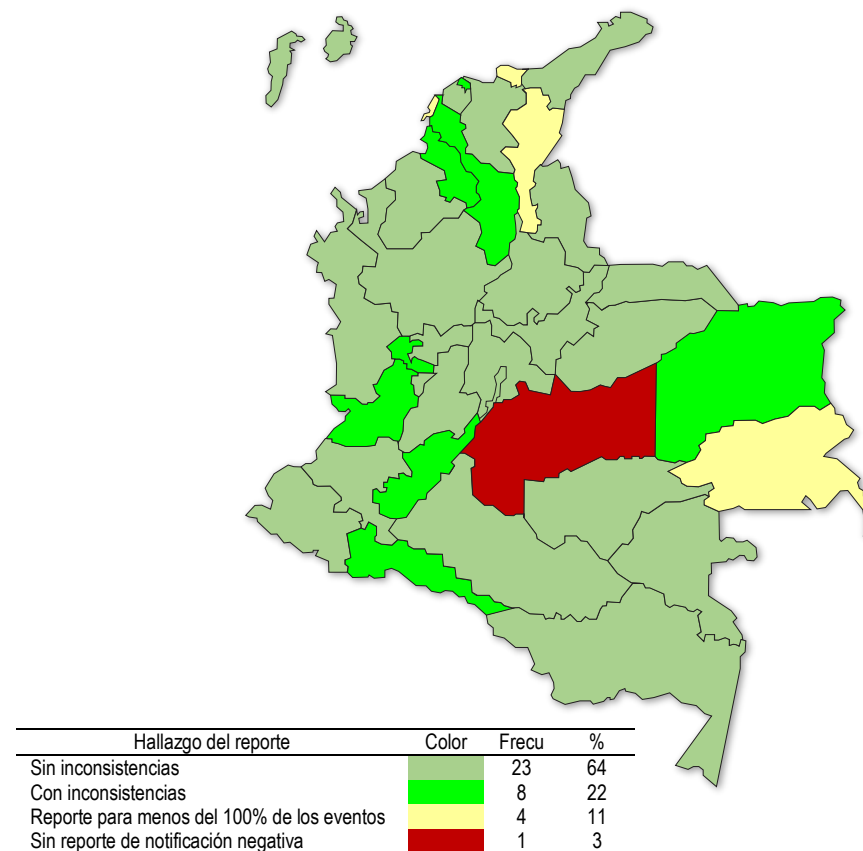 Hallazgo del reporte Color Frecu %
Sin inconsistencias 23 64
Con inconsistencias 8 22
Reporte para menos del 100% de los eventos 4 11
Sin reporte de notificación negativa 1 3